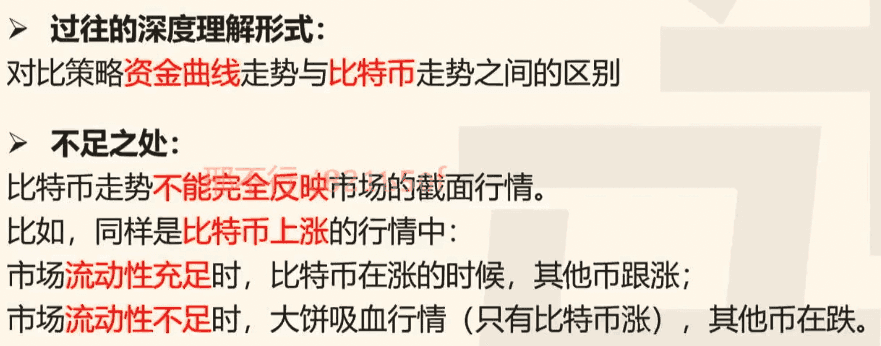 ➢ 过往的深度理解形式：
对比策略资金曲线走势与比特币走势之间的区别
➢ 不足之处：
比特币走势不能完全反映市场的截面行情。
比如，同样是比特币上涨的行情中：
市场流动性充足时，比特币在涨的时候，其他币跟涨；
市场流动性不足时，大饼吸血行情（只有比特币涨），其他币在跌。